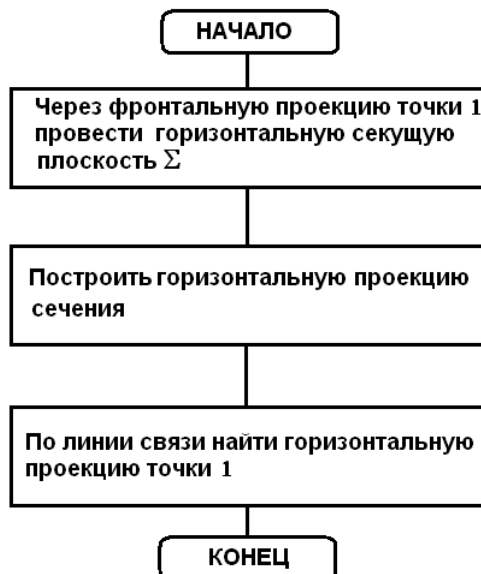 НАЧАЛО
Через фронтальную проекцию точки 1
провести горизонтальную секущую
плоскость Σ
Построить горизонтальную проекцию
сечения
По линии связи найти горизонтальную
проекцию точки 1
КОНЕЦ